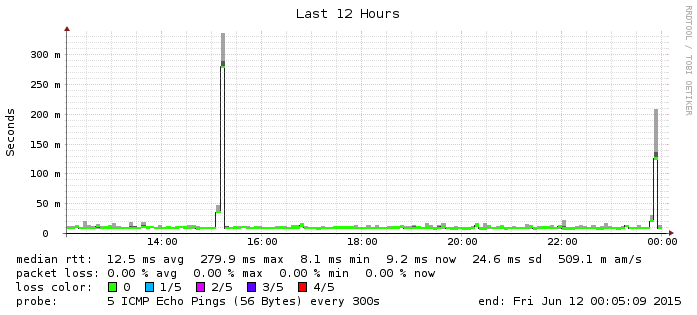 Last 12 Hours
RRDTOOL / TOBI OETIKER
Seconds
300 m
250 m
200 m
150 m
100 m
50 m
0
14:00 16:00 18:00 20:00 22:00 00:00
median rtt: 12.5 ms avg 279.9 ms max 8.1 ms min 9.2 ms now 24.6 ms sd 509.1 m am/s
packet loss: 0.00 % avg 0.00 % max 0.00 % min 0.00 % now
loss color: 0 1/5 2/5 3/5 4/5
probe: 5 ICMP Echo Pings (56 Bytes) every 300s end: Fri Jun 12 00:05:09 2015